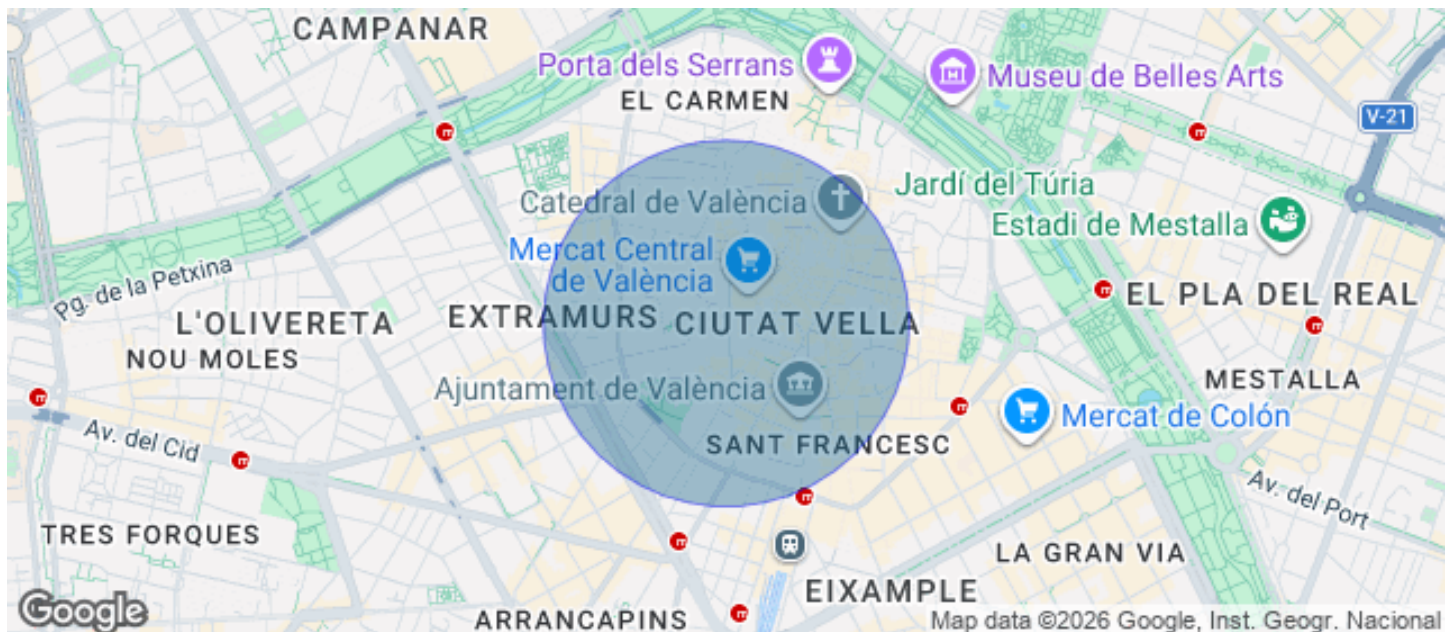 CAMPANAR
Porta dels Serrans
EL CARMEN
Museu de Belles Arts
V-21
Catedral de València
Jardí del Túria
Estadi de Mestalla
Mercat Central
de València
Pg. de la Petxina
L'OLIVERETA
EXTRAMURS
CIUTAT VELLA
EL PLA DEL REAL
NOU MOLES
Ajuntament de València
MESTALLA
Mercat de Colón
Av. del Cid
SANT FRANCESC
Av. del Port
TRES FORQUES
LA GRAN VIA
EIXAMPLE
Google
ARRANCAPINS
Map data ©2026 Google, Inst. Geogr. Nacional